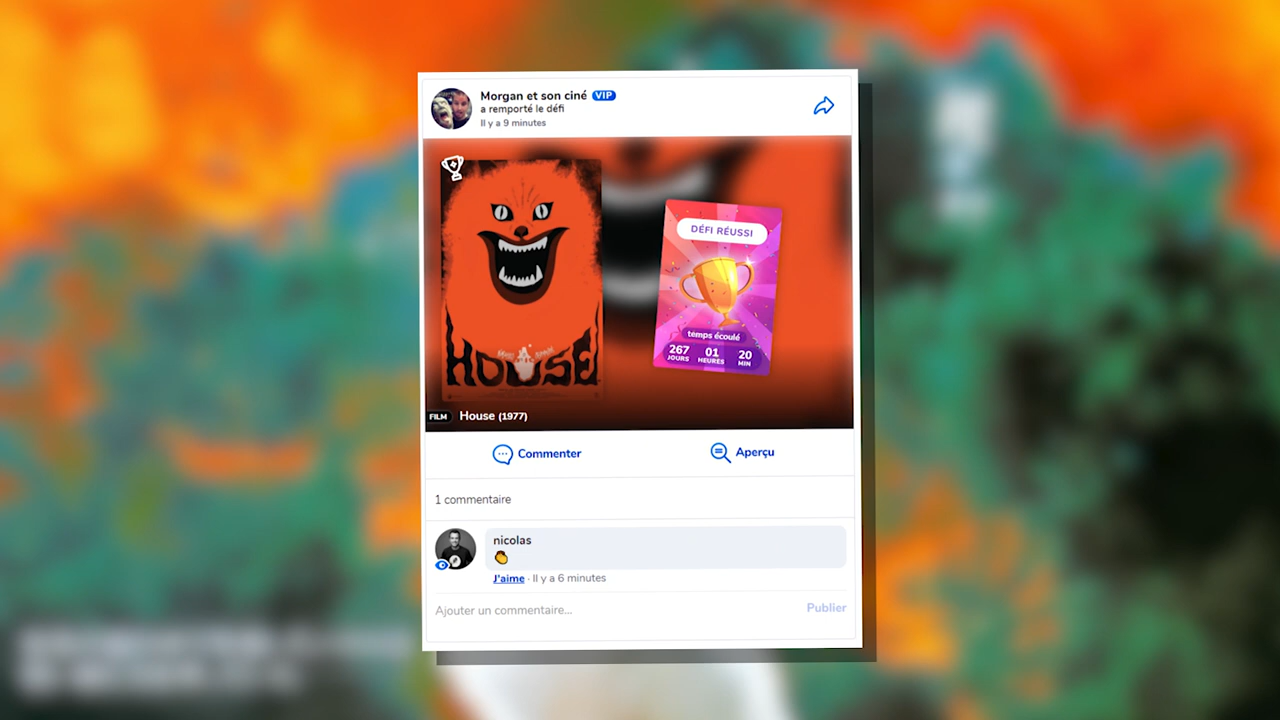 Morgan et son ciné VIP
a remporté le défi
Il y a 9 minutes
DÉFI RÉUSSI
temps écoulé
267 01 20
JOURS HEURES MIN
HOUSE
FILM House (1977)
Commenter Aperçu
1 commentaire
nicolas
J'aime · Il y a 6 minutes
Ajouter un commentaire... Publier